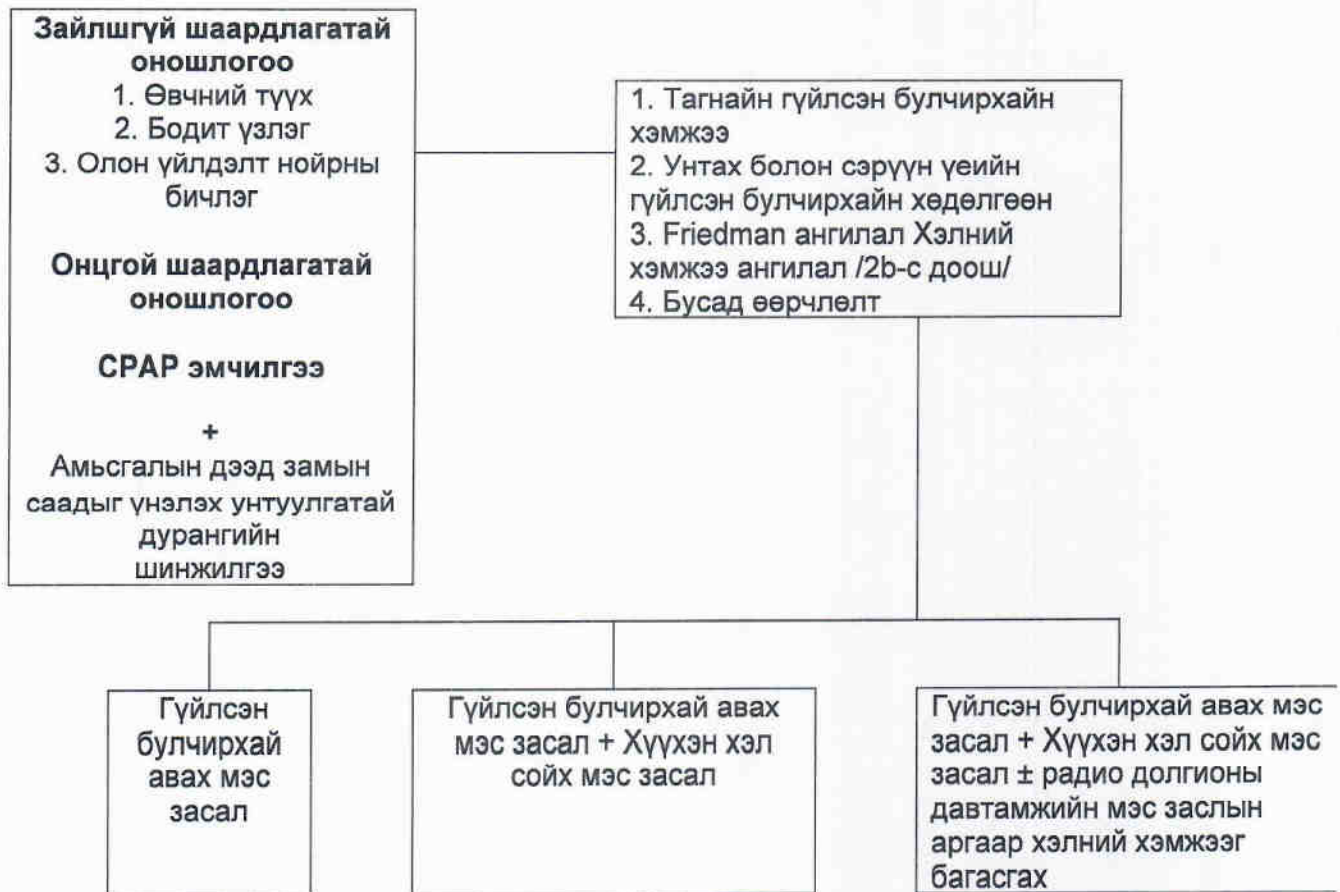 Зайлшгүй шаардлагатай
оношлогоо
1. Өвчний түүх
2. Бодит үзлэг
3. Олон үйлдэлт нойрны
бичлэг
Онцгой шаардлагатай
оношлогоо
CPAP эмчилгээ
+
Амьсгалын дээд замын
саадыг үнэлэх унтуулгатай
дурангийн
шинжилгээ
1. Тагнайн гүйлсэн булчирхайн
хэмжээ
2. Унтах болон сэрүүн үеийн
гүйлсэн булчирхайн хөдөлгөөн
3. Friedman ангилал Хэлний
хэмжээ ангилал /2b-с доош/
4. Бусад өөрчлөлт
Гүйлсэн
булчирхай
авах мэс
засал
Гүйлсэн булчирхай авах
мэс засал + Хүүхэн хэл
сойх мэс засал
Гүйлсэн булчирхай авах мэс
засал + Хүүхэн хэл сойх мэс
засал ± радио долгионы
давтамжийн мэс заслын
аргаар хэлний хэмжээг
багасгах